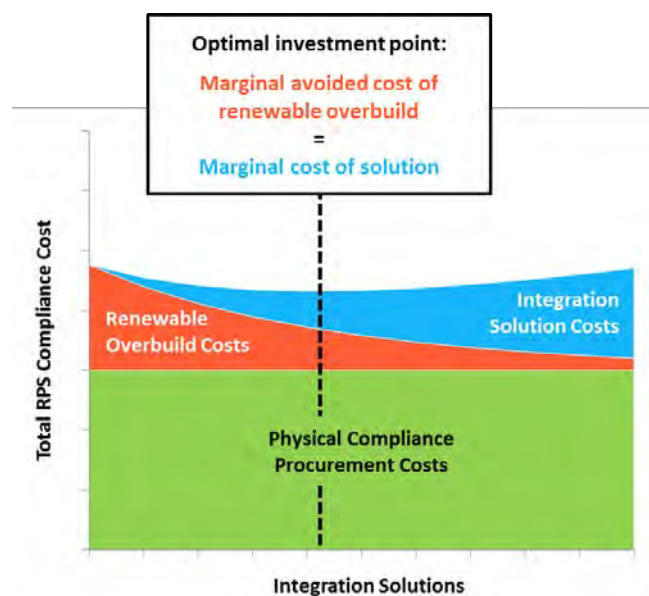 Optimal investment point:
Marginal avoided cost of
renewable overbuild
=
Marginal cost of solution
Total RPS Compliance Cost
Renewable
Overbuild Costs
Integration
Solution Costs
Physical Compliance
Procurement Costs
Integration Solutions